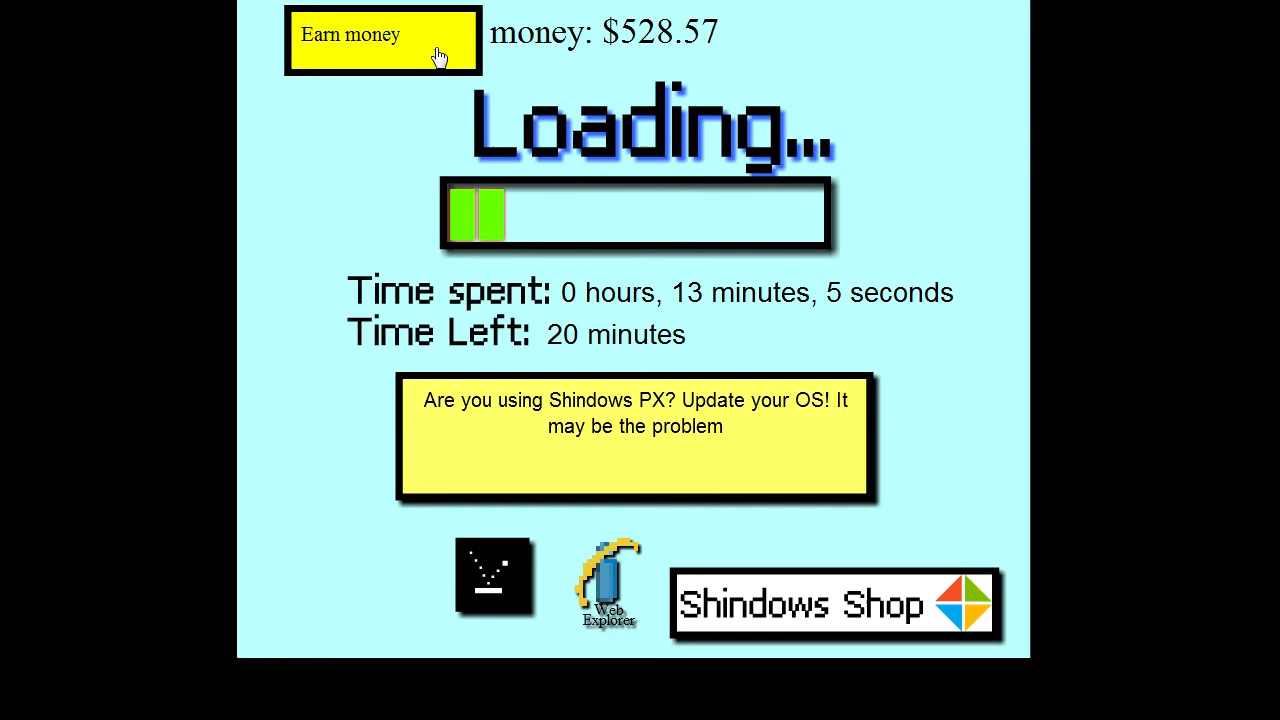 Earn money
money: $528.57
Loading...
Time spent: 0 hours, 13 minutes, 5 seconds
Time Left: 20 minutes
Are you using Shindows PX? Update your OS! It
may be the problem
Web
Explorer
Shindows Shop